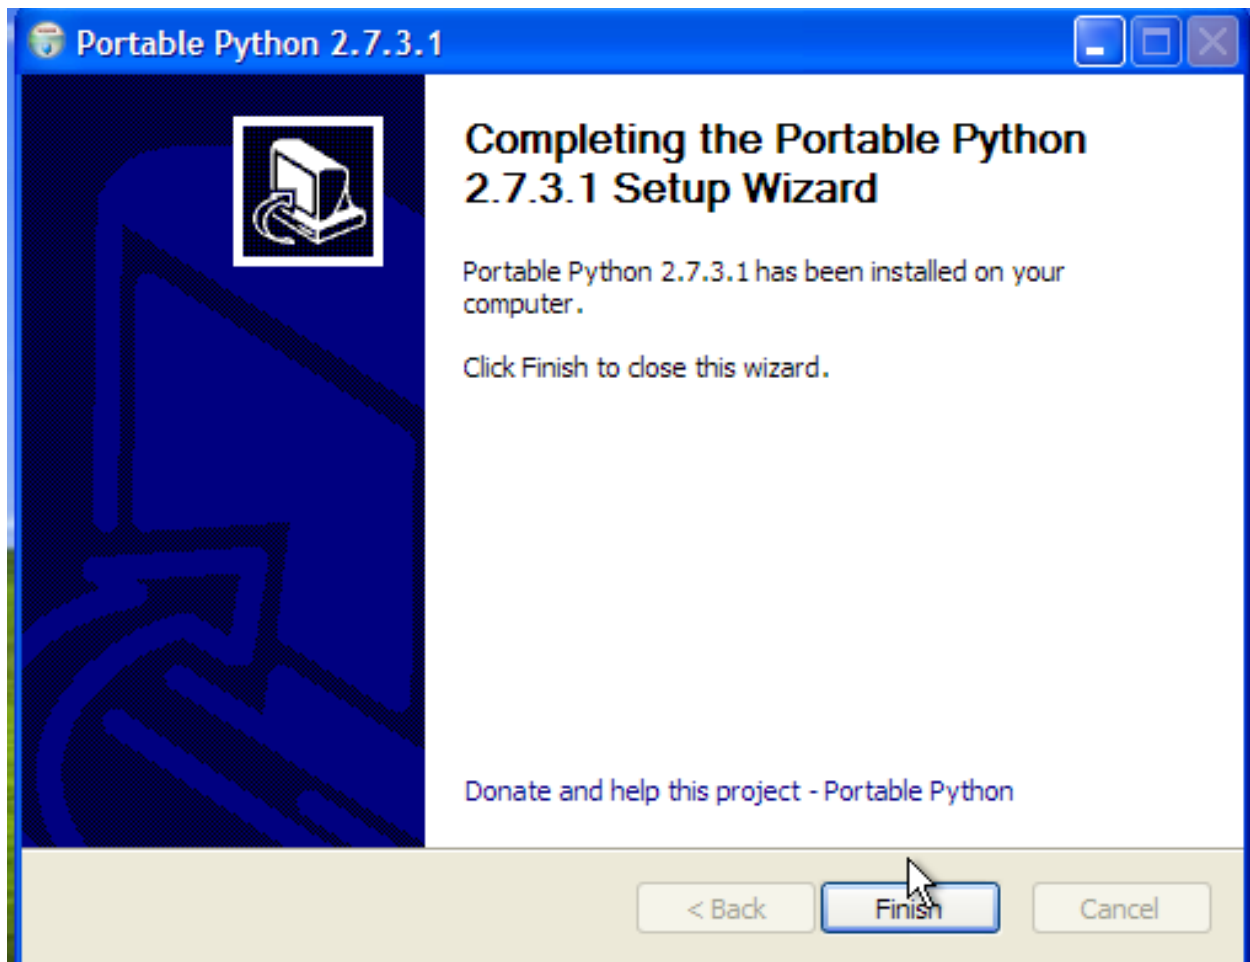 Portable Python 2.7.3.1
Completing the Portable Python
2.7.3.1 Setup Wizard
Portable Python 2.7.3.1 has been installed on your
computer.
Click Finish to close this wizard.
Donate and help this project - Portable Python
< Back Finish Cancel